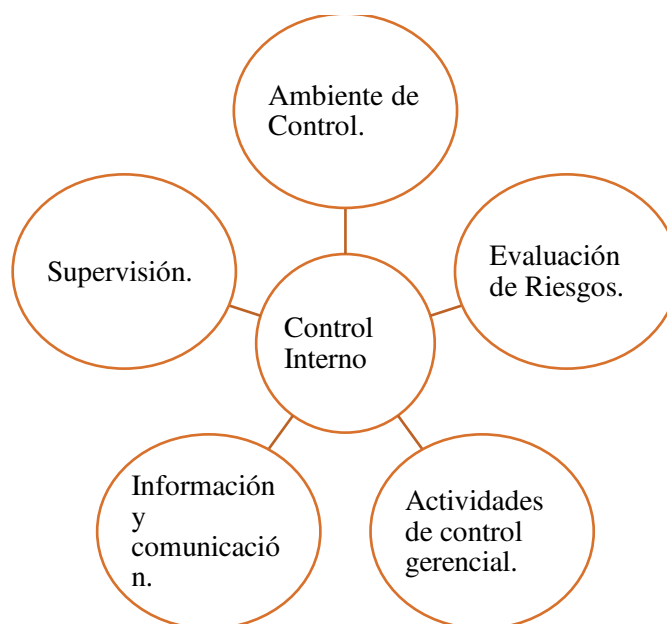 Ambiente de
Control.
Evaluación
de Riesgos.
Supervisión.
Control
Interno
Información
y
comunicació
n.
Actividades
de control
gerencial.